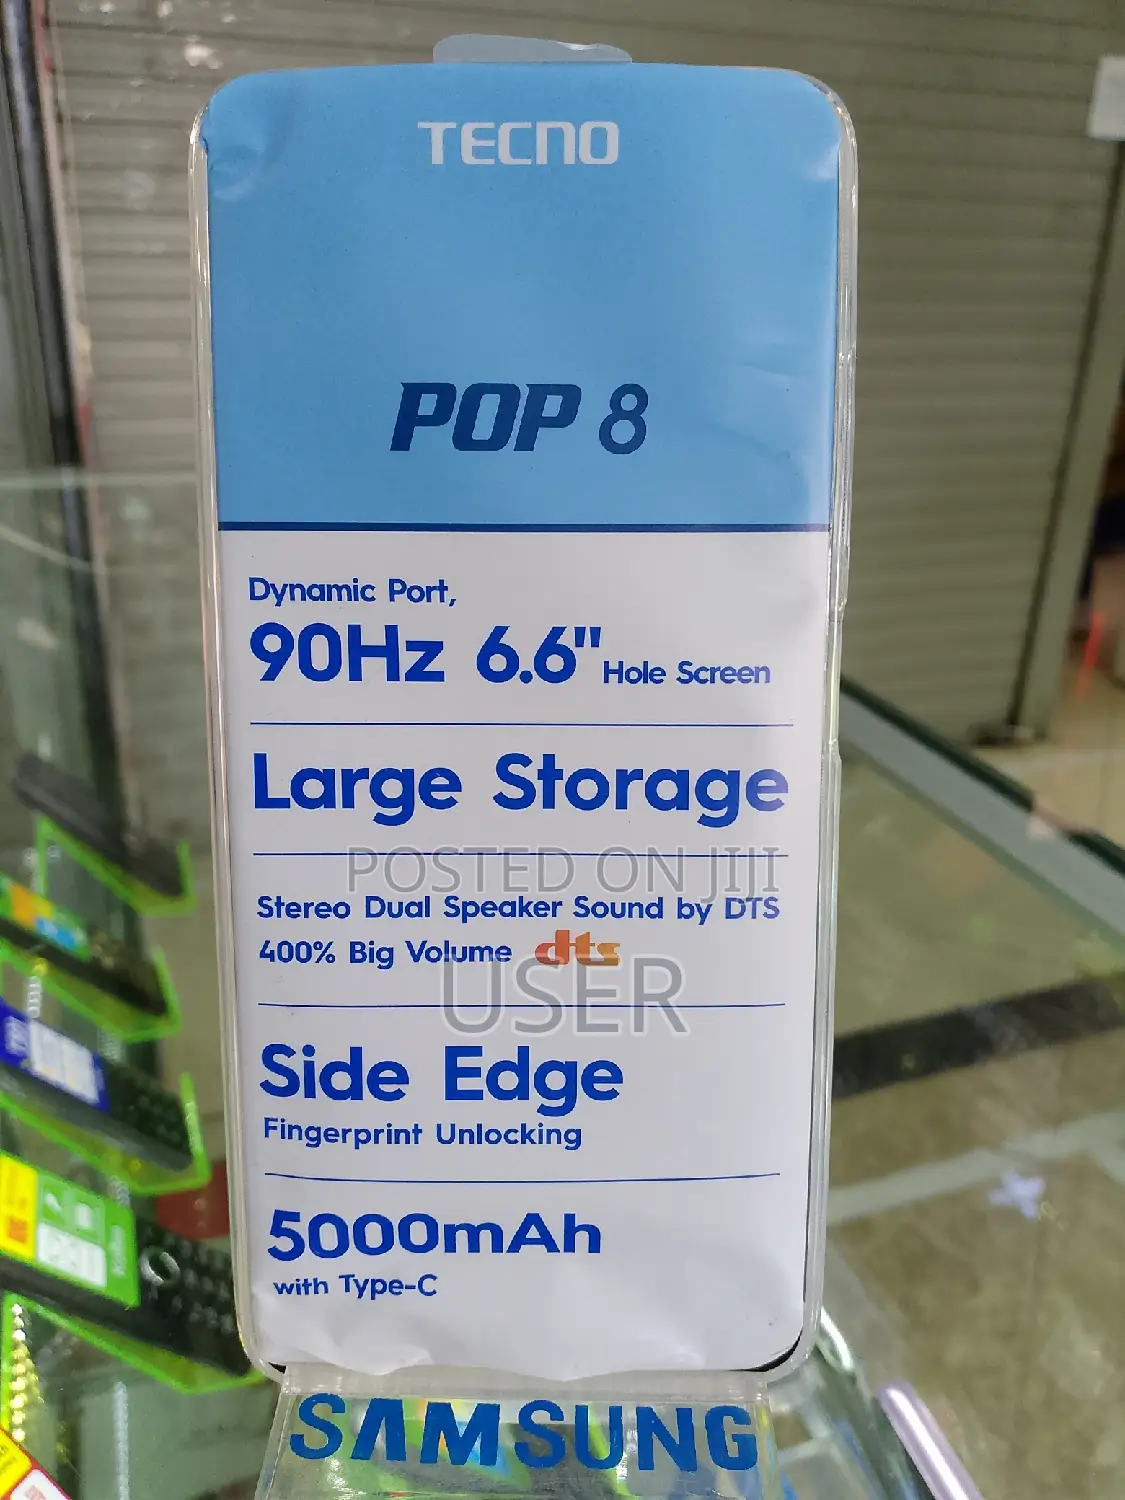 TECNO
POP 8
Dynamic Port,
90Hz 6.6" Hole Screen
Large Storage
POSTED ON JIJI
Stereo Dual Speaker Sound by DTS
400% Big Volume dts
USER
Side Edge
Fingerprint Unlocking
5000mAh
with Type-C
SAMSUNG